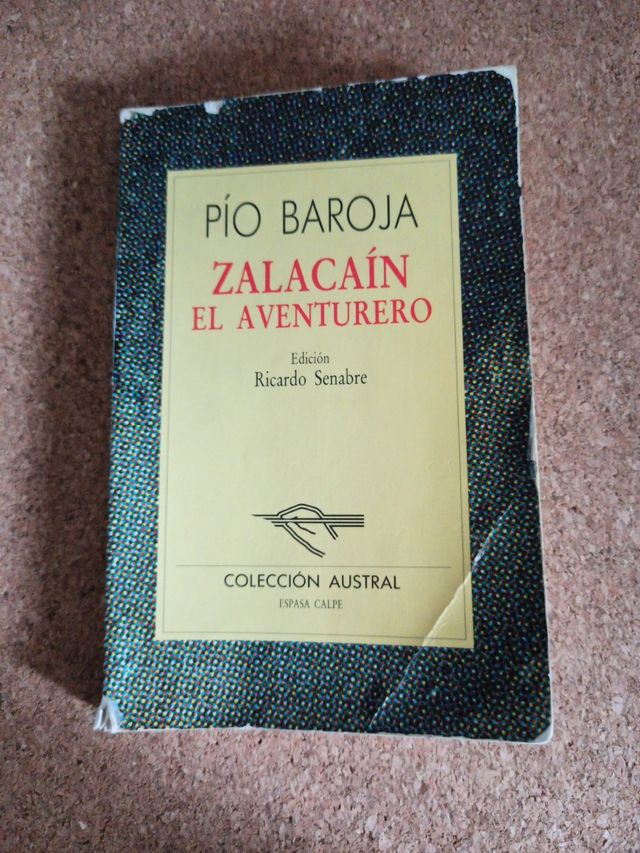 PÍO BAROJA
ZALACAÍN
EL AVENTURERO
Edición
Ricardo Senabre
COLECCIÓN AUSTRAL
ESPASA CALPE